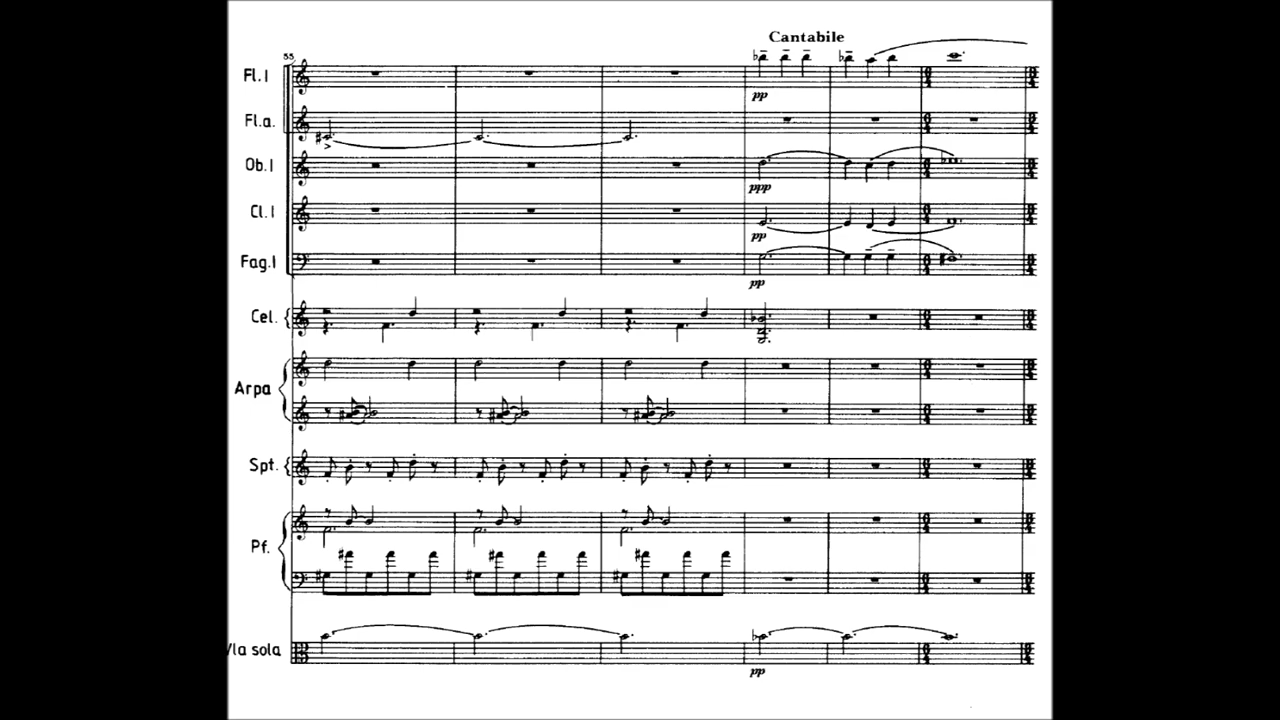 Cantabile
55
Fl.I
pp
Fl.a.
Ob.I
ppp
Cl.I
pp
Fag.I
pp
Cel.
Arpa
Spt.
Pf.
Vla sola
pp